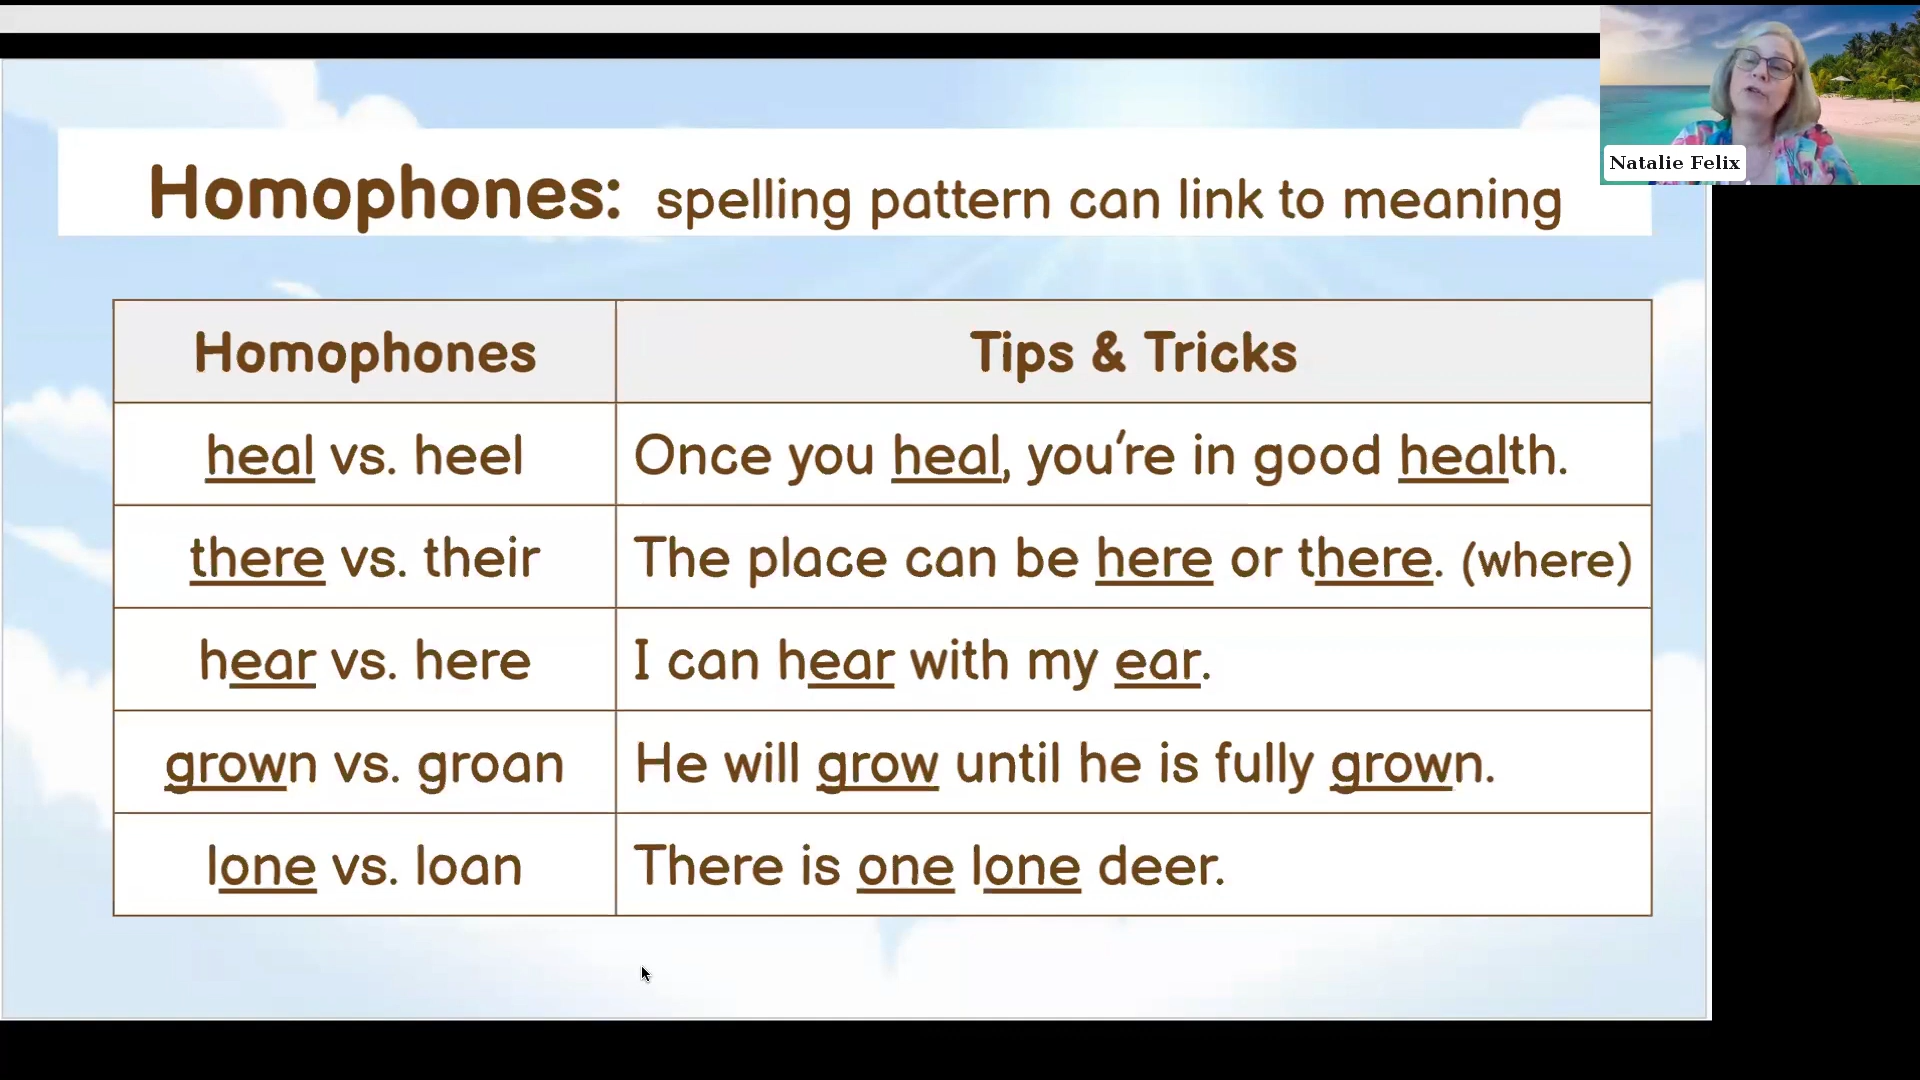 Natalie Felix
Homophones: spelling pattern can link to meaning
Homophones Tips & Tricks
heal vs. heel Once you heal, you're in good health.
there vs. their The place can be here or there. (where)
hear vs. here I can hear with my ear.
grown vs. groan He will grow until he is fully grown.
lone vs. loan There is one lone deer.